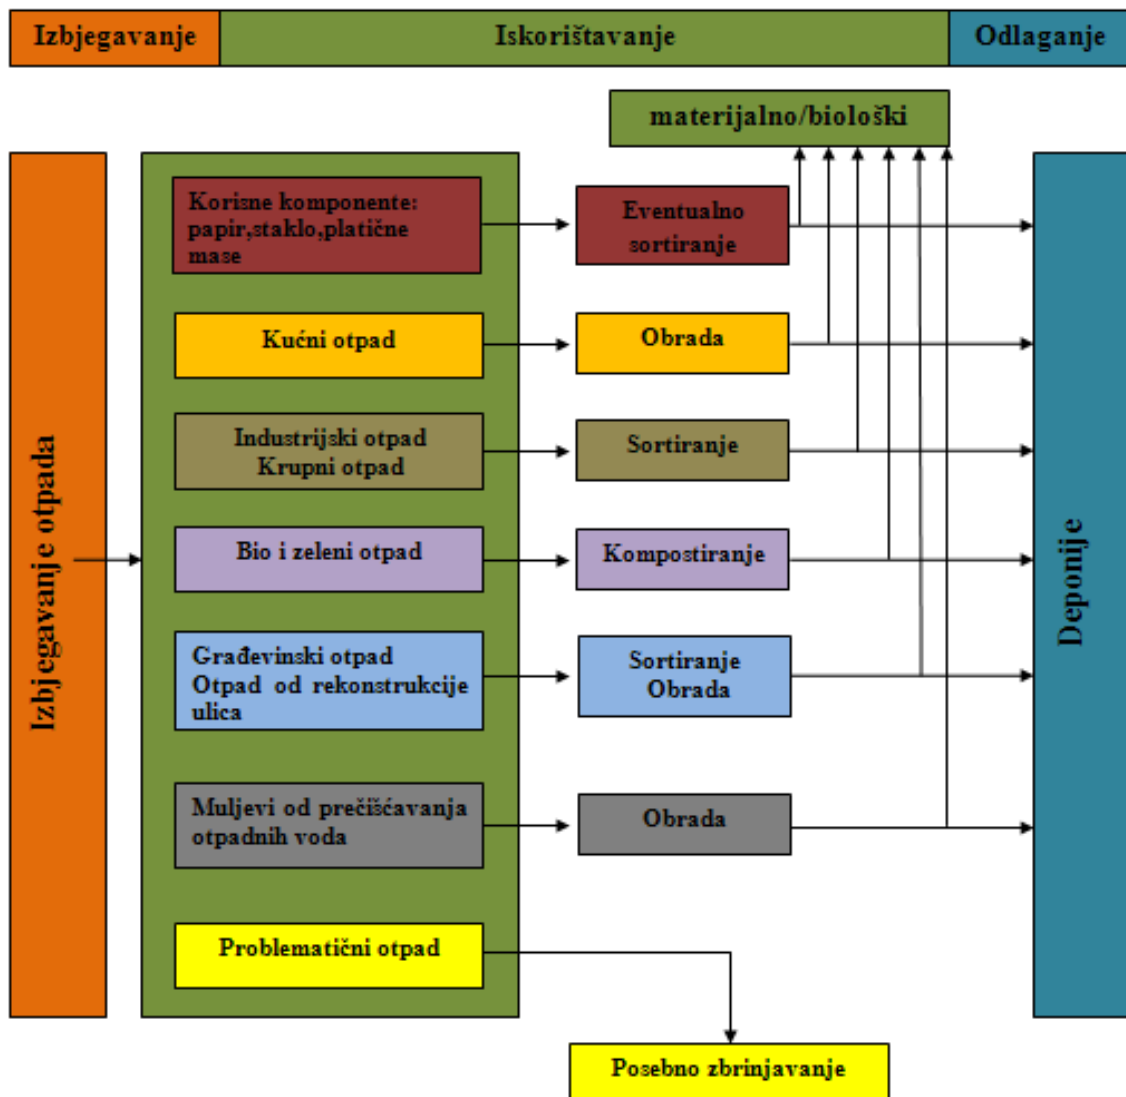 Izbjegavanje
Iskorištavanje
Odlaganje
materijalno/biološki
Izbjegavanje otpada
Korisne komponente:
papir,staklo,platične
mase
Eventualno
sortiranje
Kućni otpad
Obrada
Industrijski otpad
Krupni otpad
Sortiranje
Bio i zeleni otpad
Kompostiranje
Građevinski otpad
Otpad od rekonstrukcije
ulica
Sortiranje
Obrada
Muljevi od prečišćavanja
otpadnih voda
Obrada
Problematični otpad
Posebno zbrinjavanje
Deponije